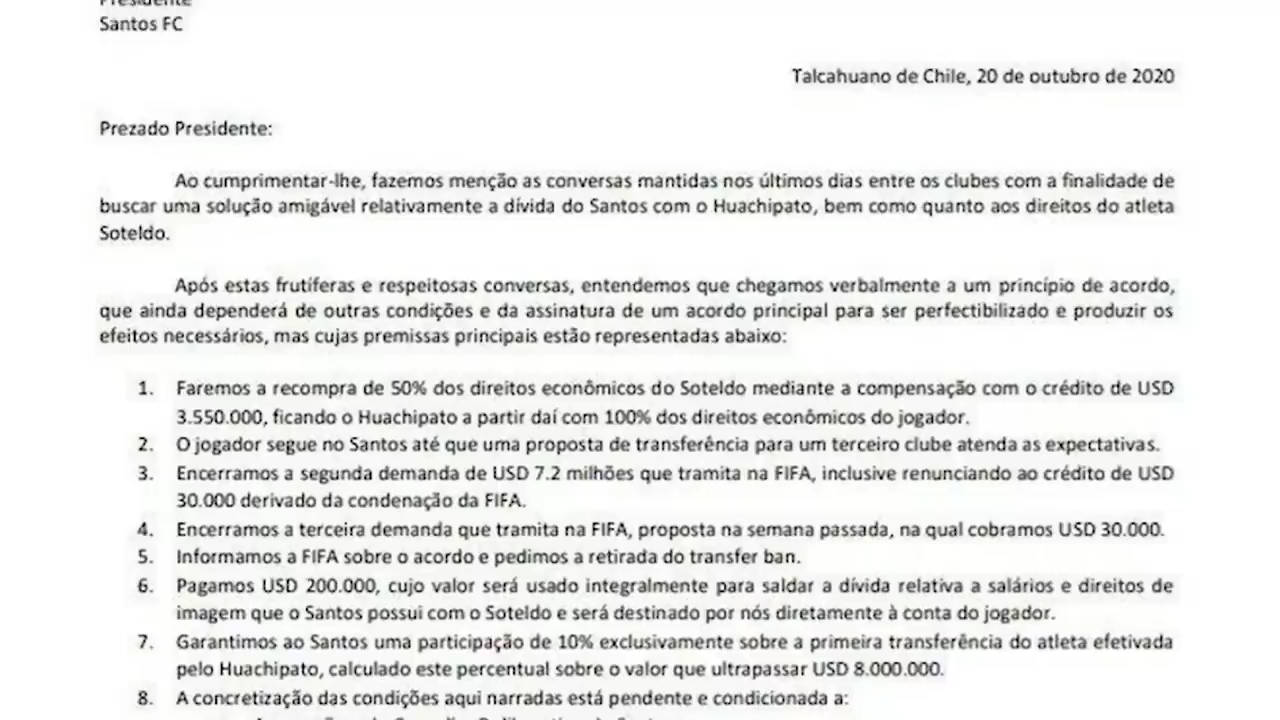 Presidente
Santos FC
Talcahuano de Chile, 20 de outubro de 2020
Prezado Presidente:
Ao cumprimentar-lhe, fazemos menção as conversas mantidas nos últimos dias entre os clubes com a finalidade de
buscar uma solução amigável relativamente a dívida do Santos com o Huachipato, bem como quanto aos direitos do atleta
Soteldo.
Após estas frutíferas e respeitosas conversas, entendemos que chegamos verbalmente a um princípio de acordo,
que ainda dependerá de outras condições e da assinatura de um acordo principal para ser perfectibilizado e produzir os
efeitos necessários, mas cujas premissas principais estão representadas abaixo:
1. Faremos a recompra de 50% dos direitos econômicos do Soteldo mediante a compensação com o crédito de USD
3.550.000, ficando o Huachipato a partir daí com 100% dos direitos econômicos do jogador.
2. O jogador segue no Santos até que uma proposta de transferência para um terceiro clube atenda as expectativas.
3. Encerramos a segunda demanda de USD 7.2 milhões que tramita na FIFA, inclusive renunciando ao crédito de USD
30.000 derivado da condenação da FIFA.
4. Encerramos a terceira demanda que tramita na FIFA, proposta na semana passada, na qual cobramos USD 30.000.
5. Informamos a FIFA sobre o acordo e pedimos a retirada do transfer ban.
6. Pagamos USD 200.000, cujo valor será usado integralmente para saldar a dívida relativa a salários e direitos de
imagem que o Santos possui com o Soteldo e será destinado por nós diretamente à conta do jogador.
7. Garantimos ao Santos uma participação de 10% exclusivamente sobre a primeira transferência do atleta efetivada
pelo Huachipato, calculado este percentual sobre o valor que ultrapassar USD 8.000.000.
8. A concretização das condições aqui narradas está pendente e condicionada a: